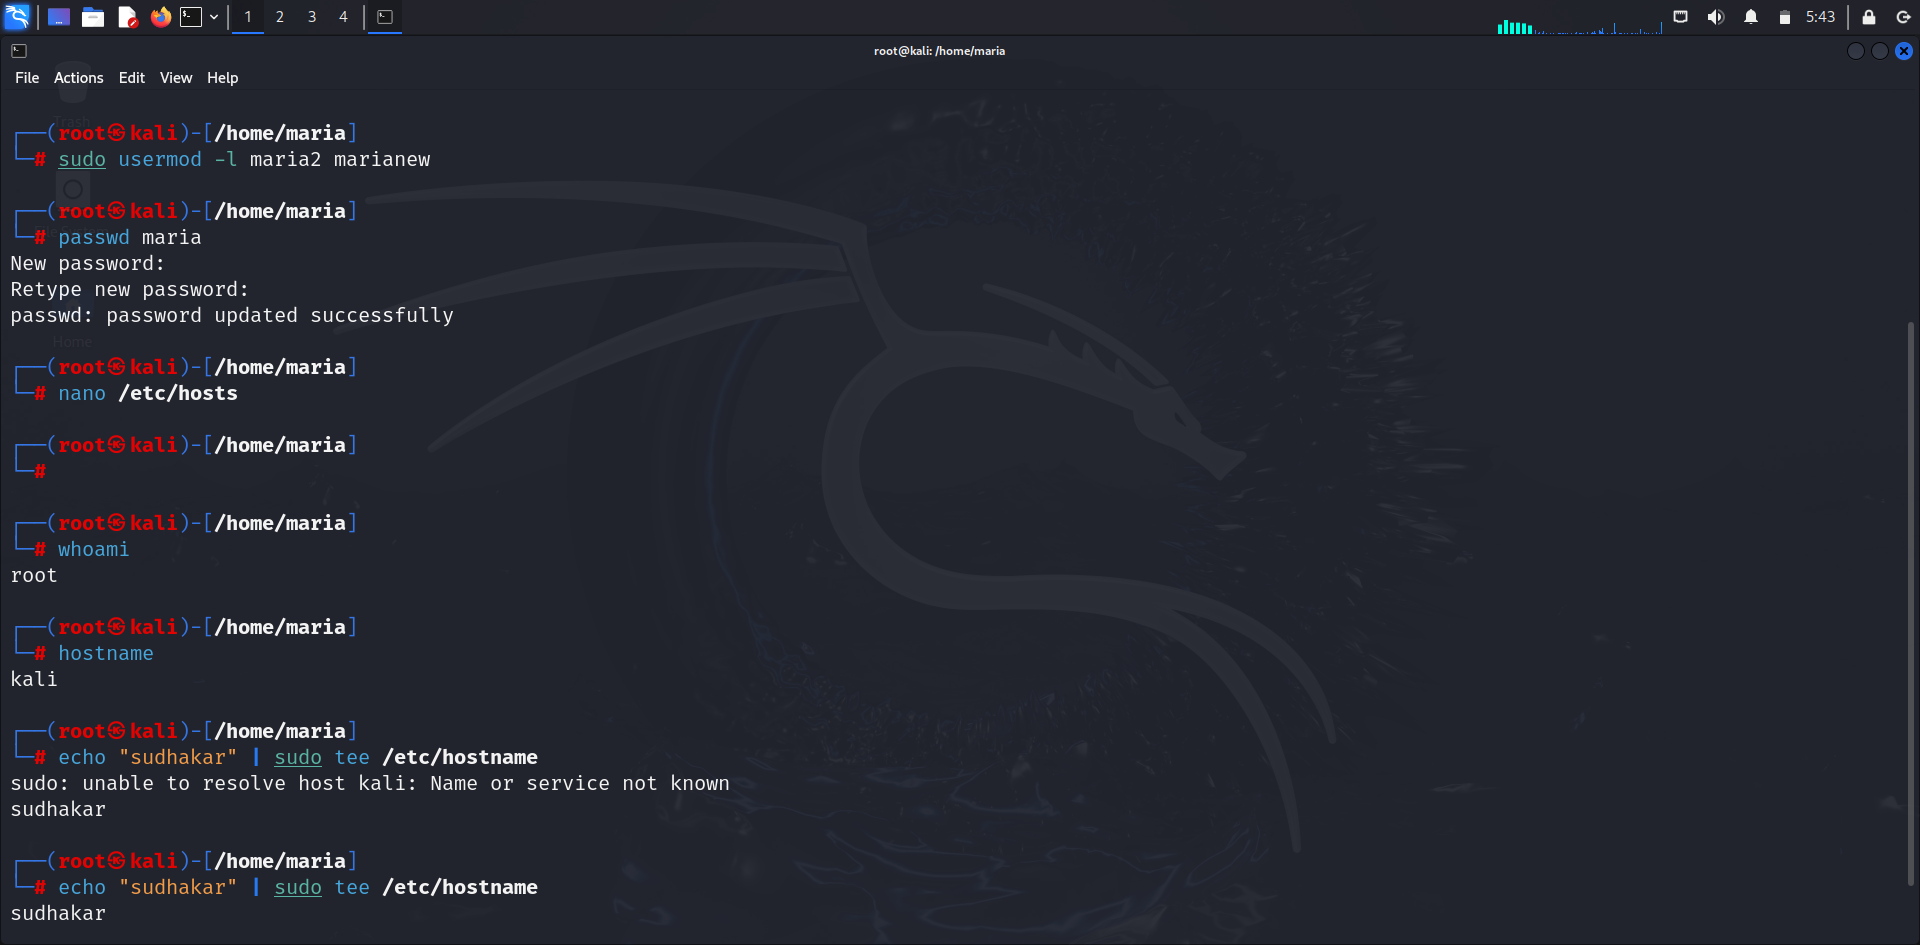 1 2 3 4
5:43
root@kali: /home/maria
File Actions Edit View Help
Trash
┌──(root㉿kali)-[/home/maria]
└─# sudo usermod -l maria2 marianew
┌──(root㉿kali)-[/home/maria]
└─# passwd maria
New password:
Retype new password:
passwd: password updated successfully
Home
┌──(root㉿kali)-[/home/maria]
└─# nano /etc/hosts
┌──(root㉿kali)-[/home/maria]
└─#
┌──(root㉿kali)-[/home/maria]
└─# whoami
root
┌──(root㉿kali)-[/home/maria]
└─# hostname
kali
┌──(root㉿kali)-[/home/maria]
└─# echo "sudhakar" | sudo tee /etc/hostname
sudo: unable to resolve host kali: Name or service not known
sudhakar
┌──(root㉿kali)-[/home/maria]
└─# echo "sudhakar" | sudo tee /etc/hostname
sudhakar